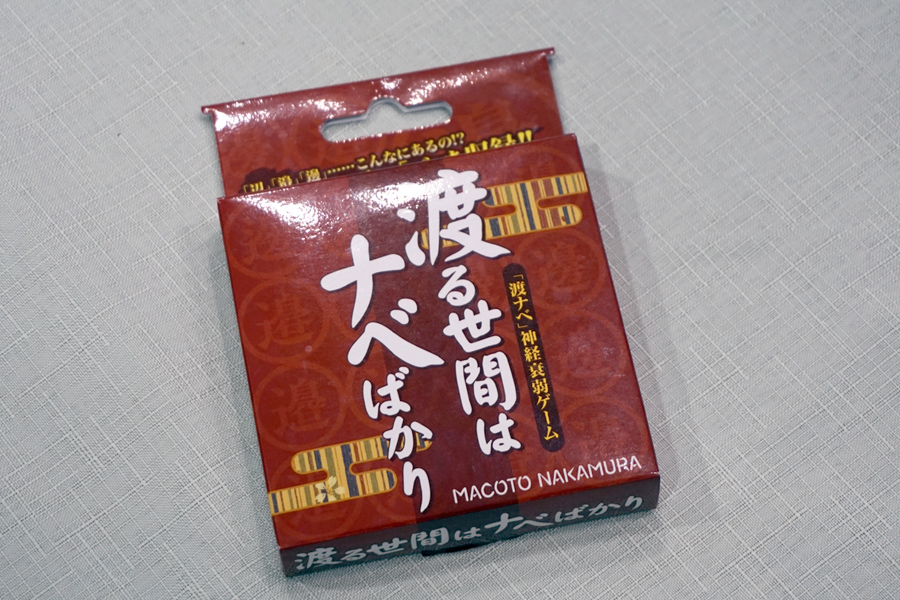 「辺」「邉」「邊」……こんなにあるの!?
渡る世間は
ナベばかり
「渡ナベ」神経衰弱ゲーム
MACOTO NAKAMURA
渡る世間はナベばかり